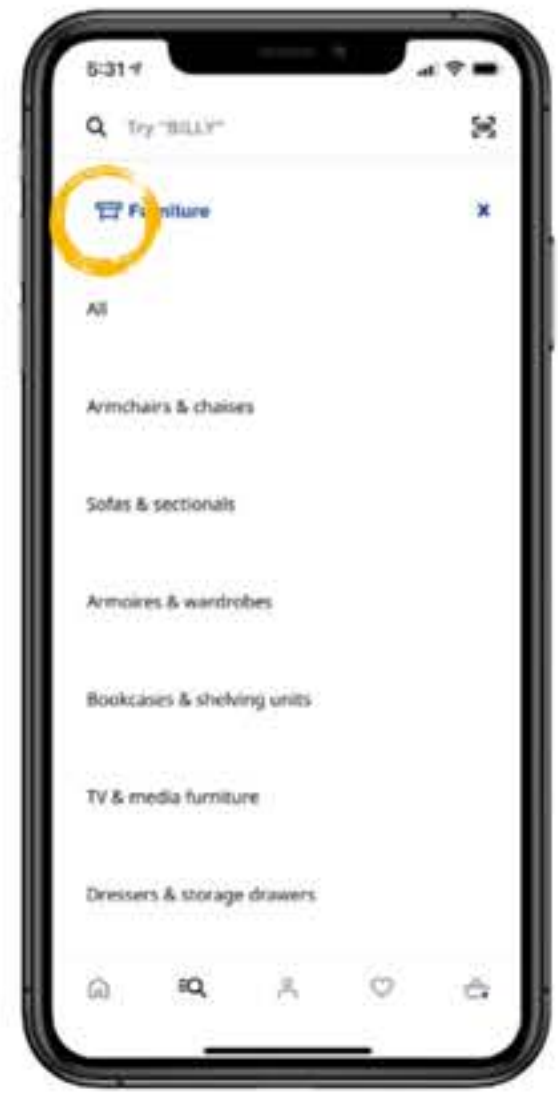 5:31
Try "BILLY"
Furniture
All
Armchairs & chaises
Sofas & sectionals
Armoires & wardrobes
Bookcases & shelving units
TV & media furniture
Dressers & storage drawers